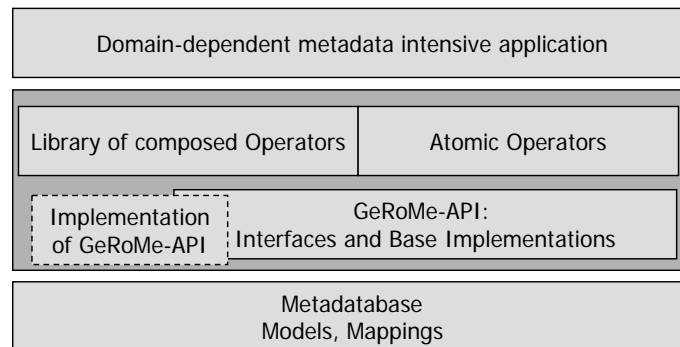 Domain-dependent metadata intensive application
Library of composed Operators
Atomic Operators
Implementation
of GeRoMe-API
GeRoMe-API:
Interfaces and Base Implementations
Metadatabase
Models, Mappings